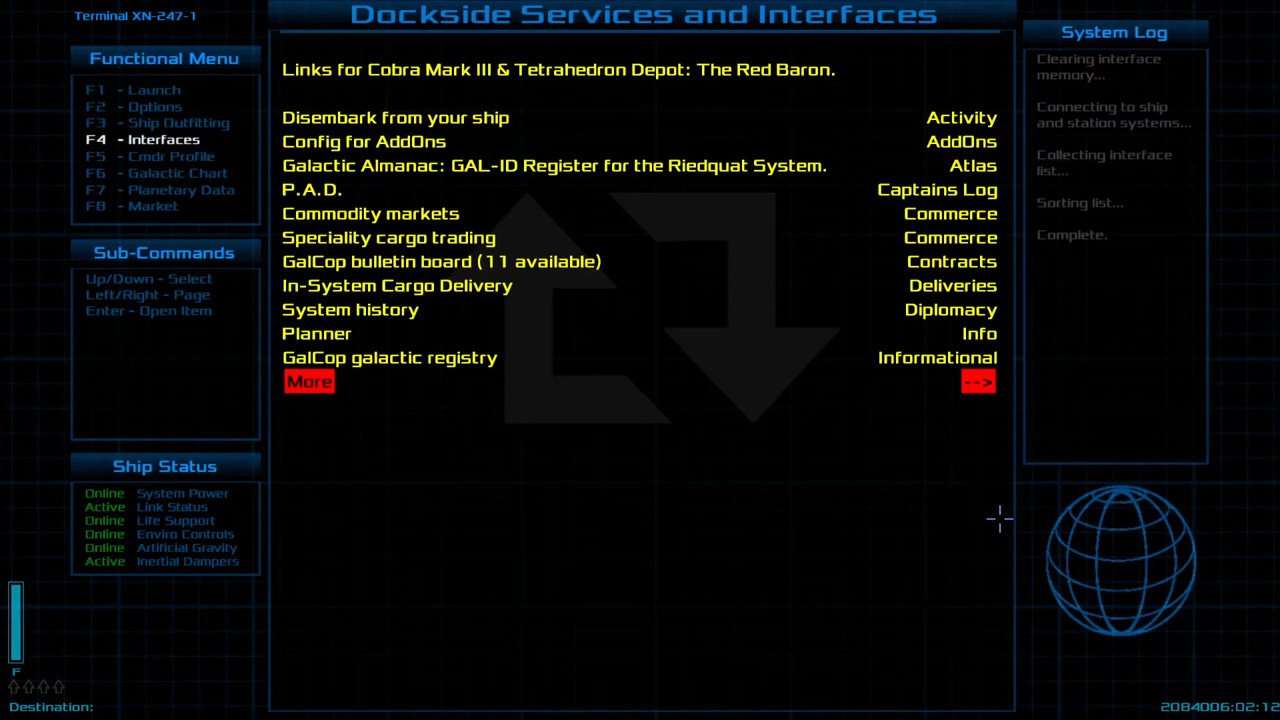 Terminal XN-247-1
Dockside Services and Interfaces
System Log
Functional Menu
F1 - Launch
F2 - Options
F3 - Ship Outfitting
F4 - Interfaces
F5 - Cmdr Profile
F6 - Galactic Chart
F7 - Planetary Data
F8 - Market
Sub-Commands
Up/Down - Select
Left/Right - Page
Enter - Open Item
Ship Status
Online System Power
Active Link Status
Online Life Support
Online Enviro Controls
Online Artificial Gravity
Active Inertial Dampers
F
Destination:
Links for Cobra Mark III & Tetrahedron Depot: The Red Baron.
Disembark from your ship Activity
Config for AddOns AddOns
Galactic Almanac: GAL-ID Register for the Riedquat System. Atlas
P.A.D. Captains Log
Commodity markets Commerce
Speciality cargo trading Commerce
GalCop bulletin board (11 available) Contracts
In-System Cargo Delivery Deliveries
System history Diplomacy
Planner Info
GalCop galactic registry Informational
More -->
Clearing interface
memory...
Connecting to ship
and station systems...
Collecting interface
list...
Sorting list...
Complete.
2084006:02:12